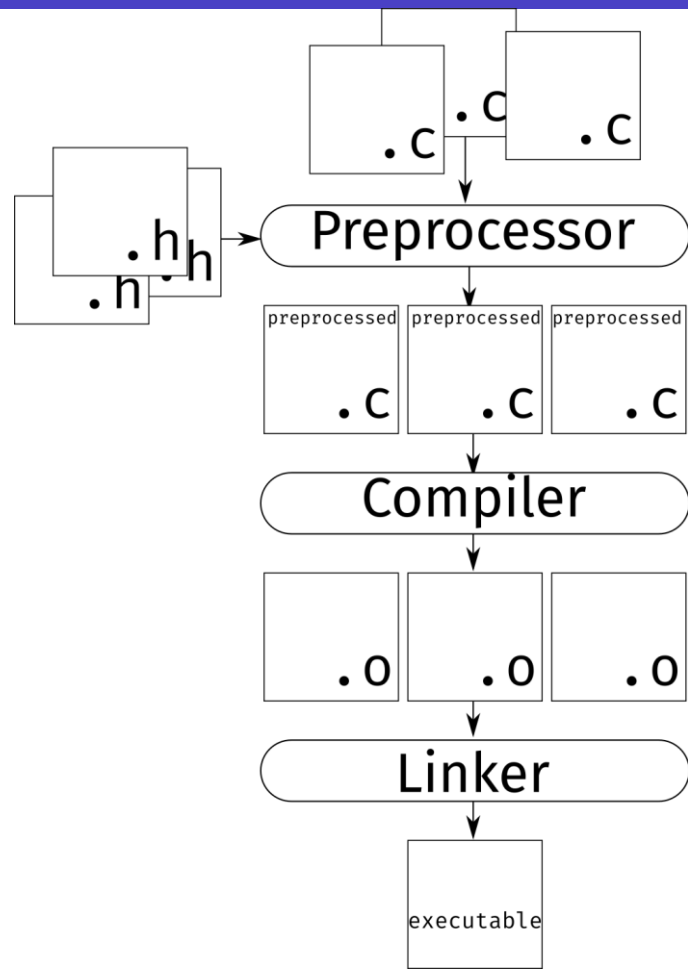 .c
.c
.c
.h
.h
.h
Preprocessor
preprocessed
preprocessed
preprocessed
.c
.c
.c
Compiler
.o
.o
.o
Linker
executable